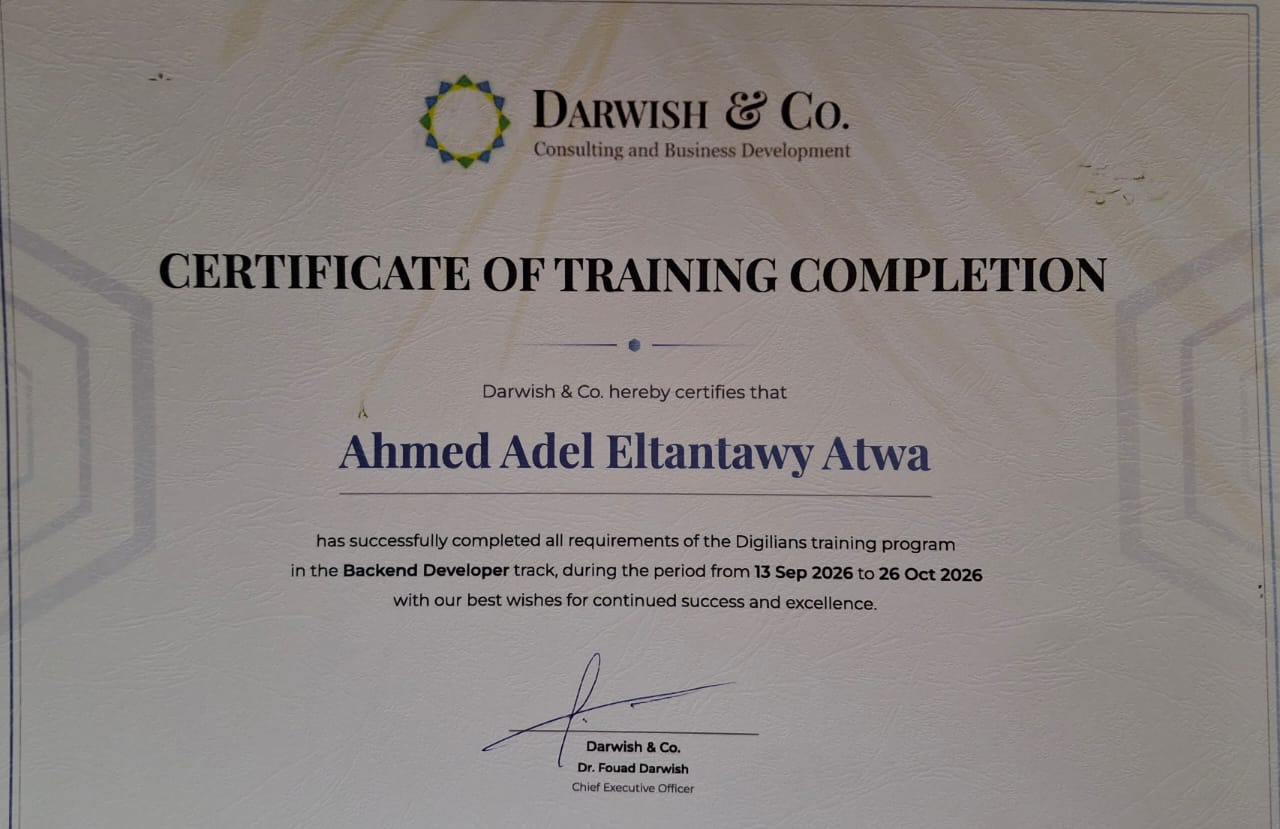 DARWISH & CO.
Consulting and Business Development
CERTIFICATE OF TRAINING COMPLETION
Darwish & Co. hereby certifies that
Ahmed Adel Eltantawy Atwa
has successfully completed all requirements of the Digilians training program
in the Backend Developer track, during the period from 13 Sep 2026 to 26 Oct 2026
with our best wishes for continued success and excellence.
Darwish & Co.
Dr. Fouad Darwish
Chief Executive Officer